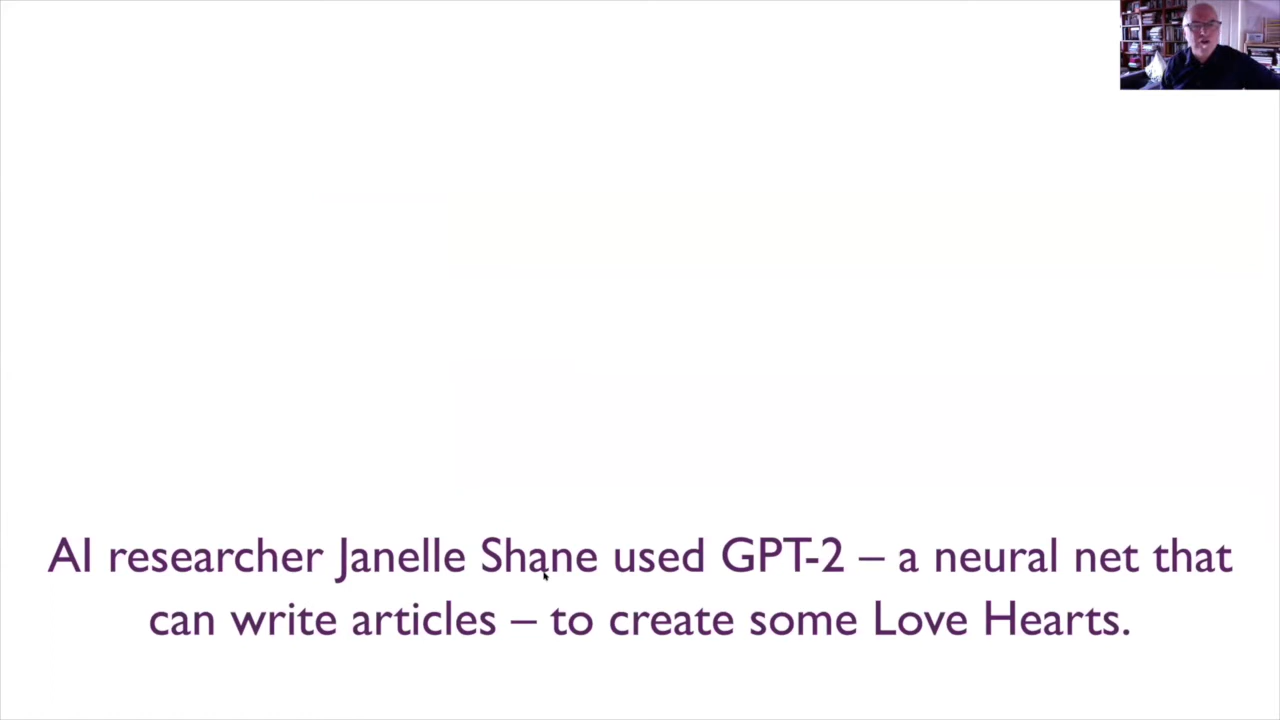 AI researcher Janelle Shane used GPT-2 – a neural net that
can write articles – to create some Love Hearts.